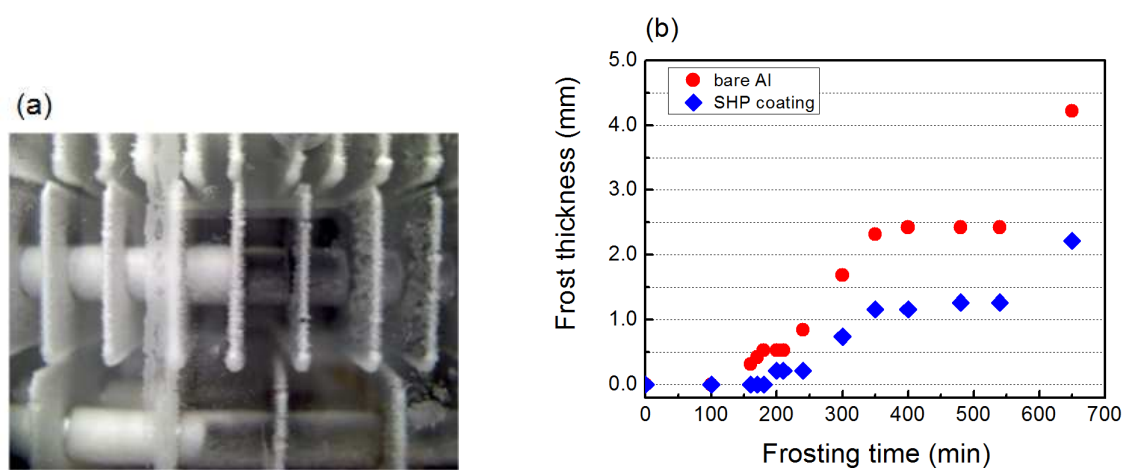 (a)
(b)
Frost thickness (mm)
5.0
4.0
3.0
2.0
1.0
0.0
bare Al
SHP coating
0 100 200 300 400 500 600 700
Frosting time (min)